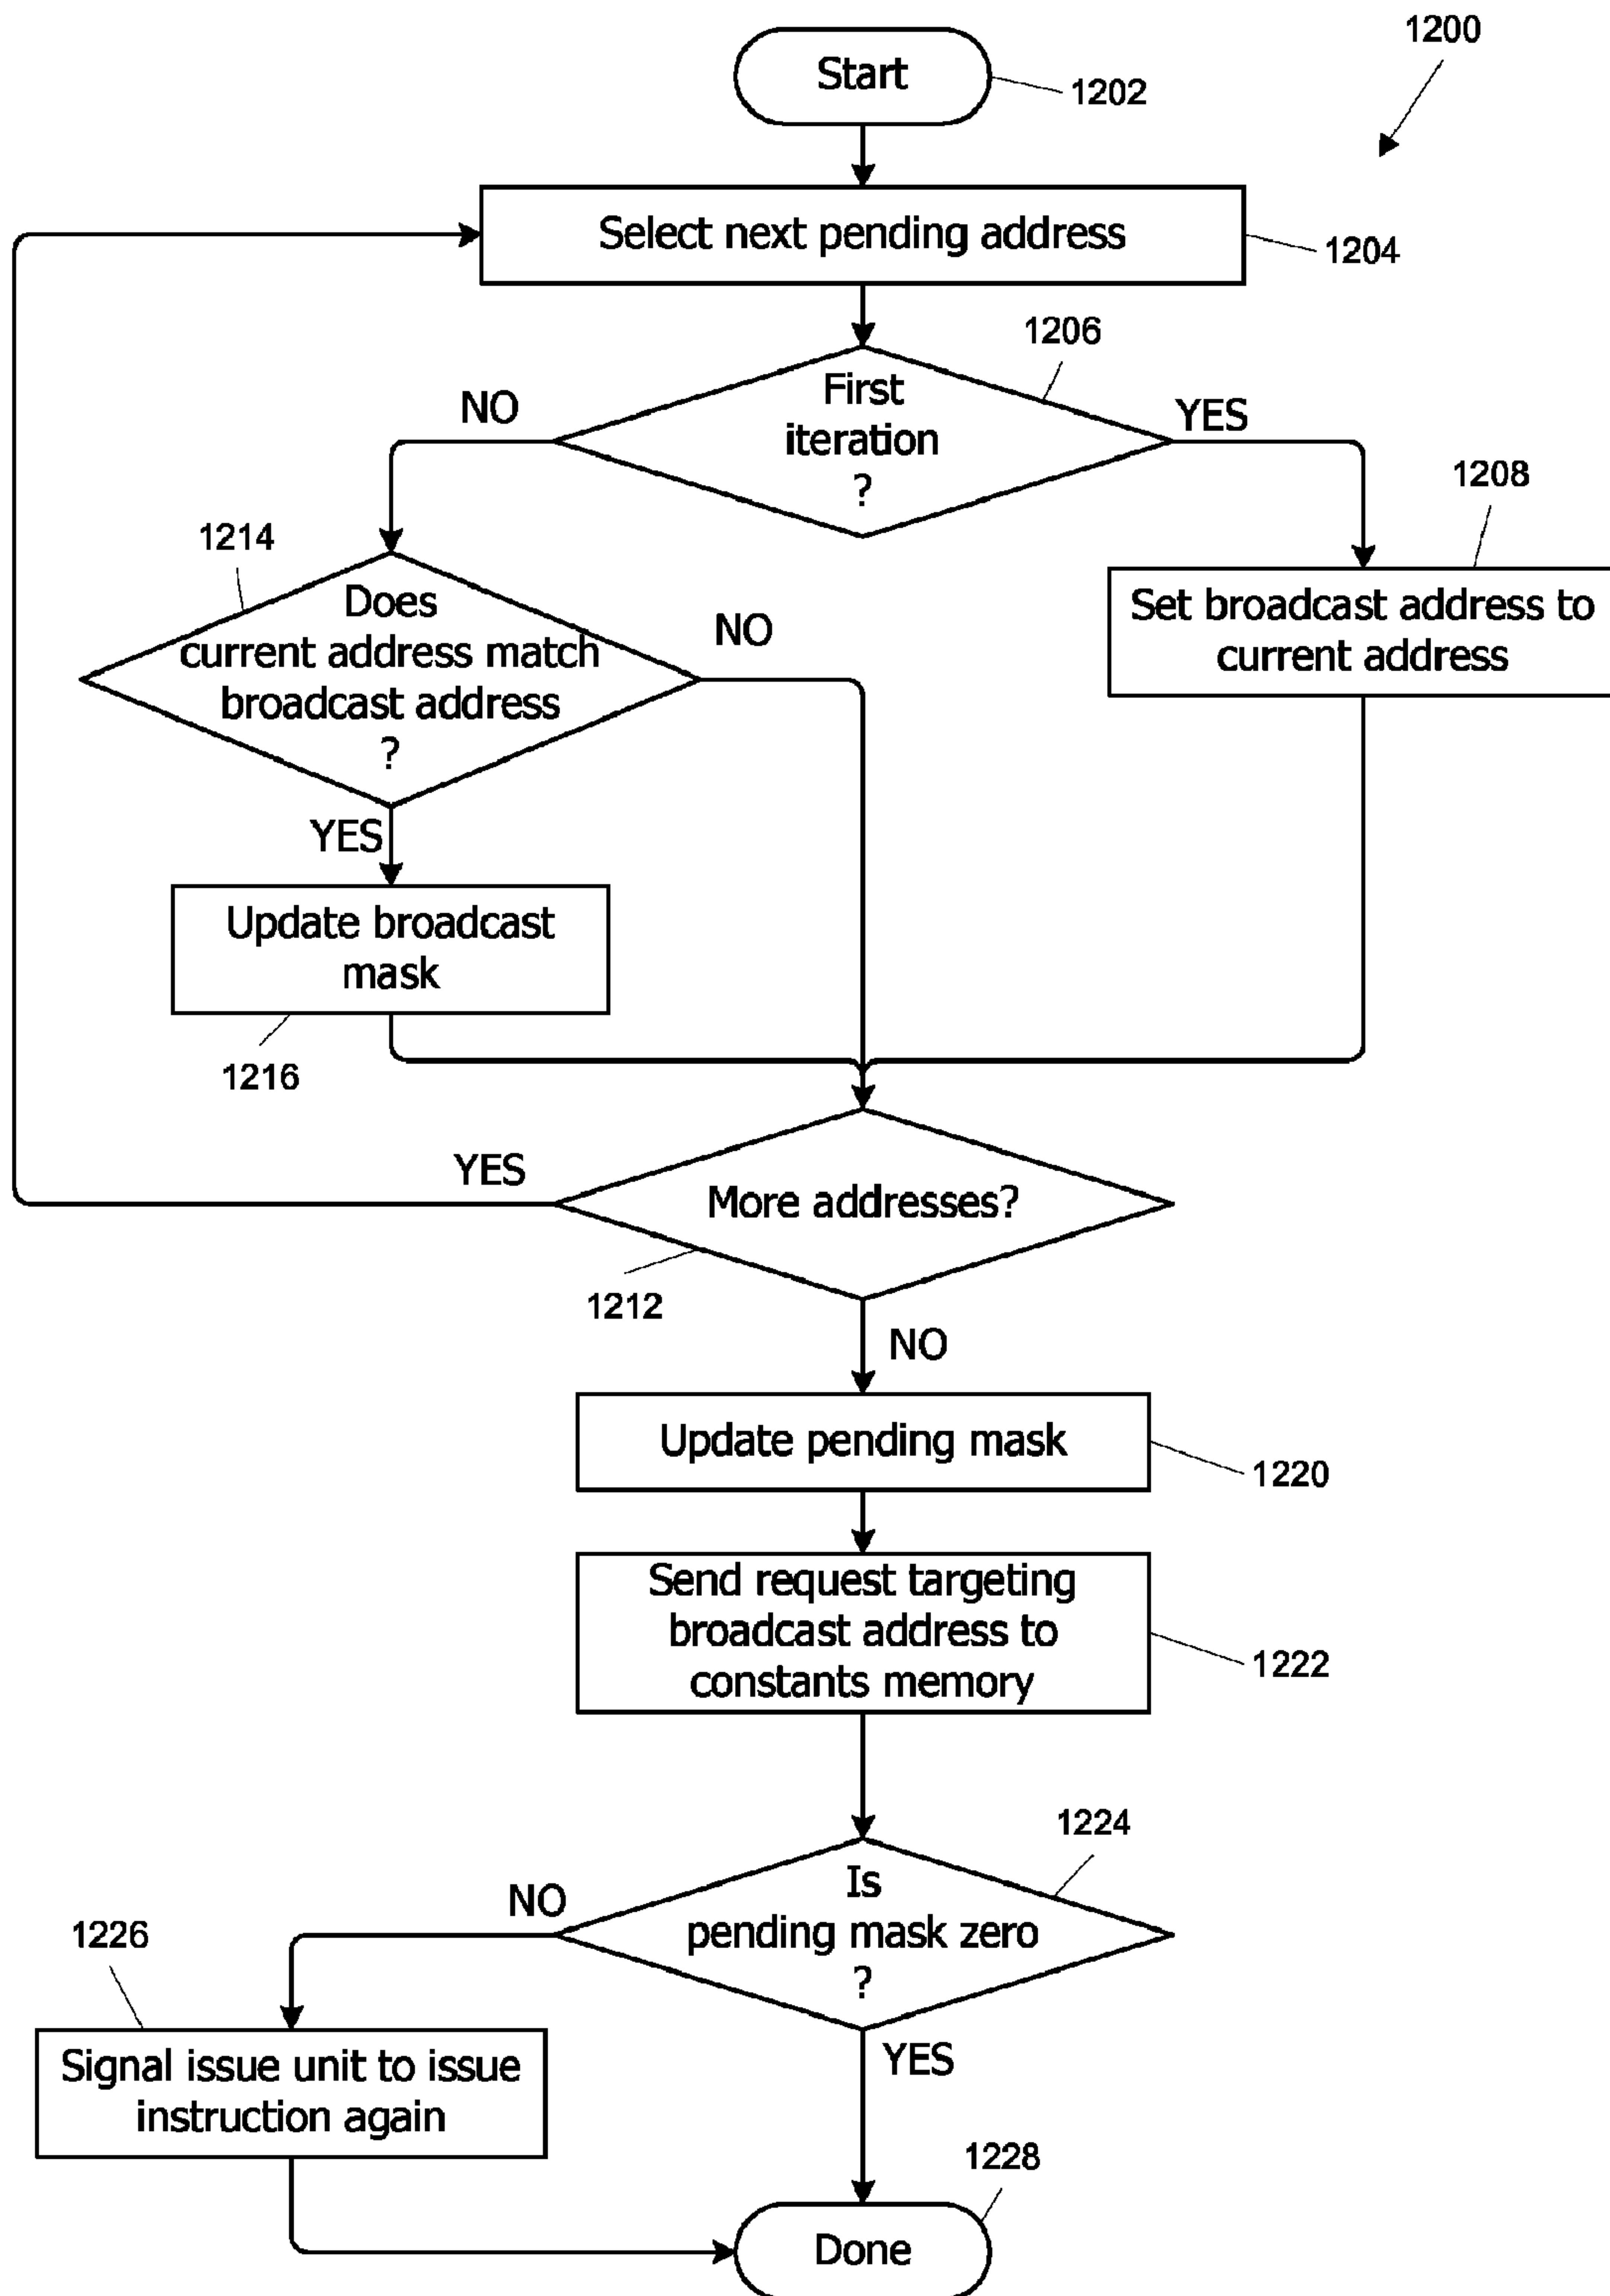 1200
Start
1202
Select next pending address
1204
1206
First
iteration
?
NO
YES
1208
Set broadcast address to
current address
1214
Does
current address match
broadcast address
?
NO
YES
Update broadcast
mask
1216
More addresses?
YES
1212
NO
Update pending mask
1220
Send request targeting
broadcast address to
constants memory
1222
1224
Is
pending mask zero
?
NO
1226
Signal issue unit to issue
instruction again
YES
1228
Done